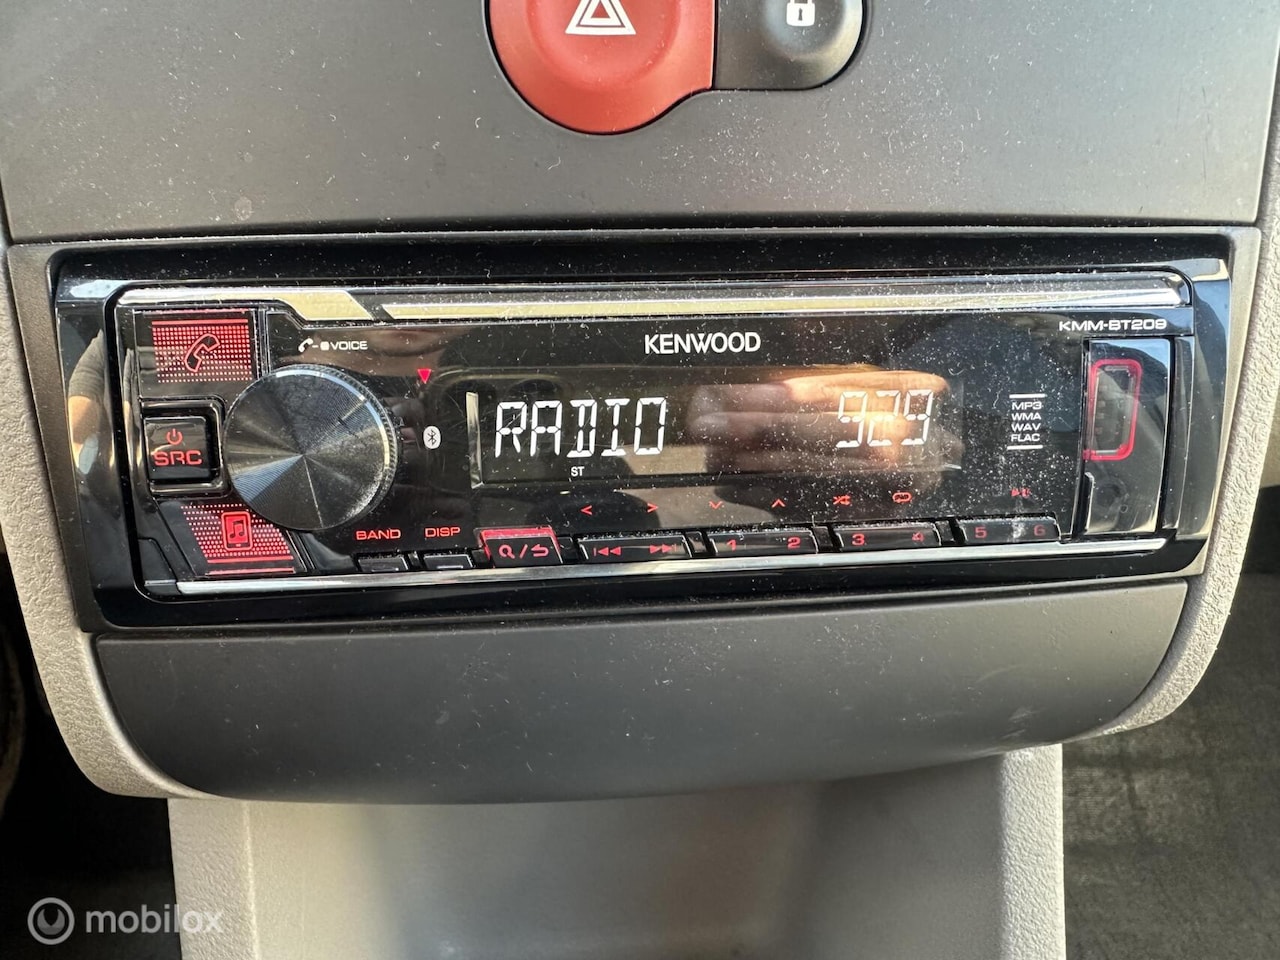 KENWOOD
KMM-BT209
VOICE
SRC
RADIO 929
ST
MP3
WMA
WAV
FLAC
BAND DISP
1 2 3 4 5 6
mobilox